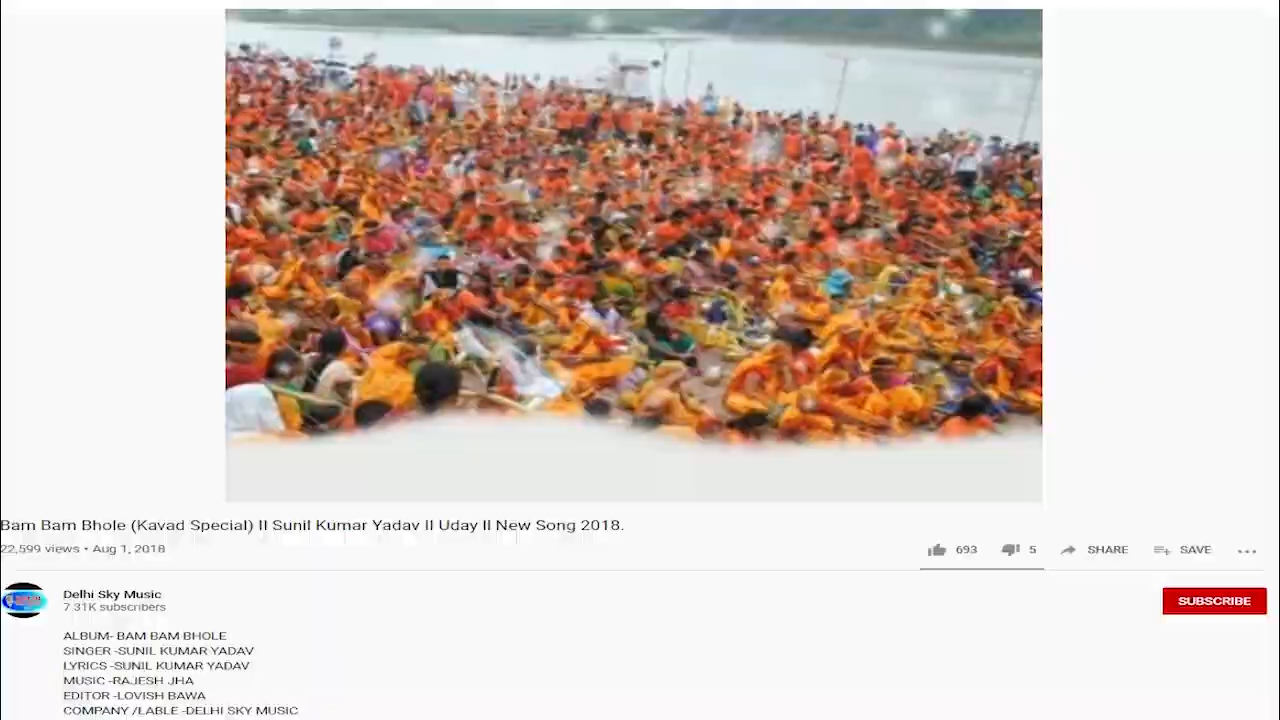 Bam Bam Bhole (Kavad Special) II Sunil Kumar Yadav II Uday II New Song 2018.
22,599 views • Aug 1, 2018
693 5 SHARE SAVE ...
Delhi Sky Music
7.31K subscribers
SUBSCRIBE
ALBUM- BAM BAM BHOLE
SINGER -SUNIL KUMAR YADAV
LYRICS -SUNIL KUMAR YADAV
MUSIC -RAJESH JHA
EDITOR -LOVISH BAWA
COMPANY /LABLE -DELHI SKY MUSIC